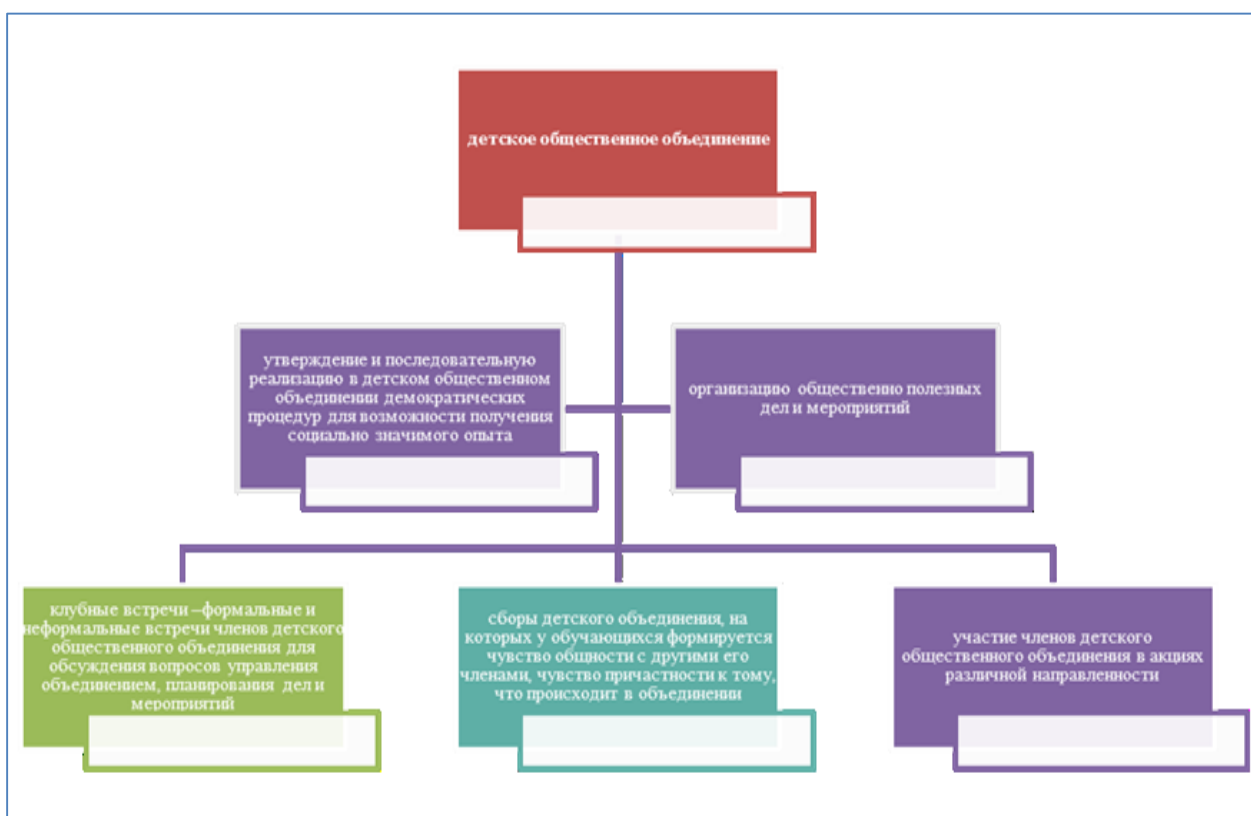 детское общественное объединение
утверждение и последовательную
реализацию в детском общественном
объединении демократических
процедур для возможности получения
социально значимого опыта
организацию общественно полезных
дел и мероприятий
клубные встречи –формальные и
неформальные встречи членов детского
общественного объединения для
обсуждения вопросов управления
объединением, планирования дел и
мероприятий
сборы детского объединения, на
которых у обучающихся формируется
чувство общности с другими его
членами, чувство причастности к тому,
что происходит в объединении
участие членов детского
общественного объединения в акциях
различной направленности